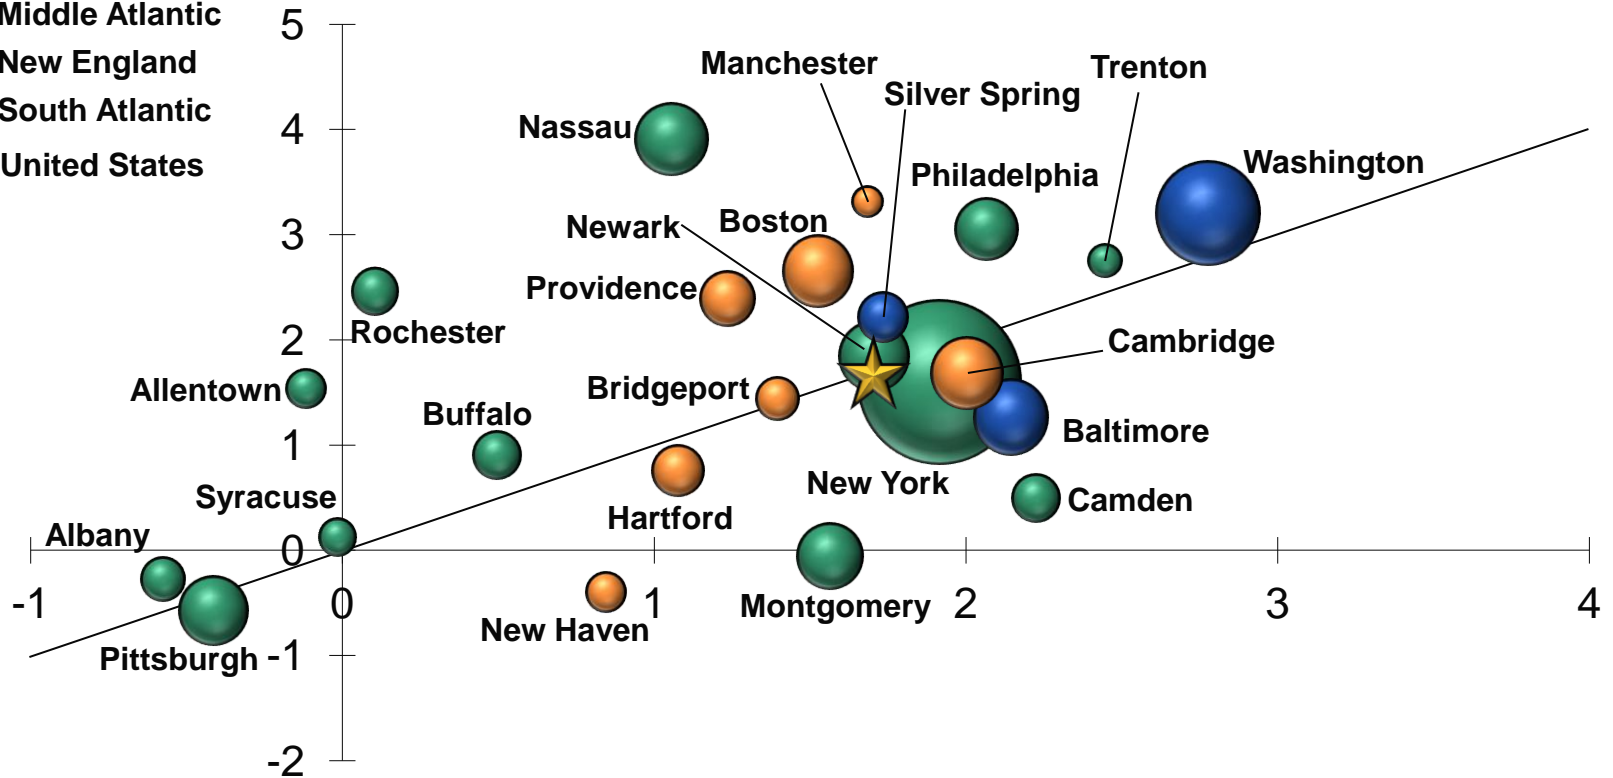 Middle Atlantic
New England
South Atlantic
United States
5
4
3
2
1
0
-1
-2
-1
0
1
2
3
4
Manchester
Trenton
Silver Spring
Nassau
Washington
Philadelphia
Boston
Newark
Providence
Rochester
Cambridge
Allentown
Bridgeport
Buffalo
Baltimore
New York
Syracuse
Camden
Hartford
Albany
Montgomery
New Haven
Pittsburgh